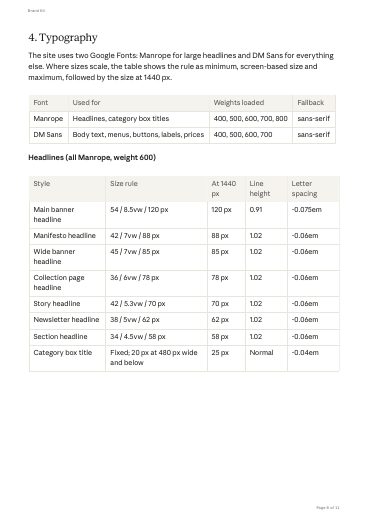 Brand Kit
4. Typography
The site uses two Google Fonts: Manrope for large headlines and DM Sans for everything
else. Where sizes scale, the table shows the rule as minimum, screen-based size and
maximum, followed by the size at 1440 px.
Font Used for Weights loaded Fallback
Manrope Headlines, category box titles 400, 500, 600, 700, 800 sans-serif
DM Sans Body text, menus, buttons, labels, prices 400, 500, 600, 700 sans-serif
Headlines (all Manrope, weight 600)
Style Size rule At 1440 px Line height Letter spacing
Main banner headline 54 / 8.5vw / 120 px 120 px 0.91 -0.075em
Manifesto headline 42 / 7vw / 88 px 88 px 1.02 -0.06em
Wide banner headline 45 / 7vw / 85 px 85 px 1.02 -0.06em
Collection page headline 36 / 6vw / 78 px 78 px 1.02 -0.06em
Story headline 42 / 5.3vw / 70 px 70 px 1.02 -0.06em
Newsletter headline 38 / 5vw / 62 px 62 px 1.02 -0.06em
Section headline 34 / 4.5vw / 58 px 58 px 1.02 -0.06em
Category box title Fixed; 20 px at 480 px wide and below 25 px Normal -0.04em